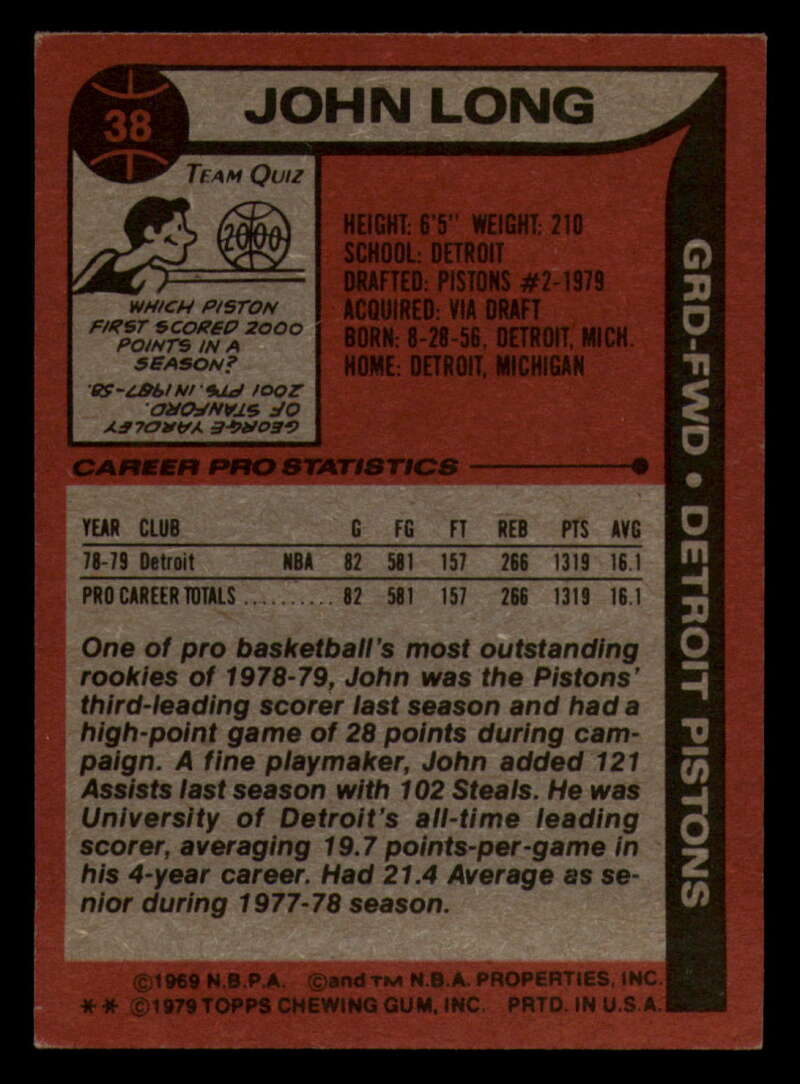 38
JOHN LONG
TEAM QUIZ
2000
WHICH PISTON
FIRST SCORED 2000
POINTS IN A
SEASON?
GEORGE YARDLEY
OF STANFORD.
2001 PTS. IN 1957-58.
HEIGHT: 6'5" WEIGHT: 210
SCHOOL: DETROIT
DRAFTED: PISTONS #2-1979
ACQUIRED: VIA DRAFT
BORN: 8-28-56, DETROIT, MICH.
HOME: DETROIT, MICHIGAN
GRD-FWD • DETROIT PISTONS
CAREER PRO STATISTICS
YEAR CLUB G FG FT REB PTS AVG
78-79 Detroit NBA 82 581 157 266 1319 16.1
PRO CAREER TOTALS .......... 82 581 157 266 1319 16.1
One of pro basketball's most outstanding
rookies of 1978-79, John was the Pistons'
third-leading scorer last season and had a
high-point game of 28 points during cam-
paign. A fine playmaker, John added 121
Assists last season with 102 Steals. He was
University of Detroit's all-time leading
scorer, averaging 19.7 points-per-game in
his 4-year career. Had 21.4 Average as se-
nior during 1977-78 season.
©1969 N.B.P.A. ©and TM N.B.A. PROPERTIES, INC.
** ©1979 TOPPS CHEWING GUM, INC. PRTD. IN U.S.A.